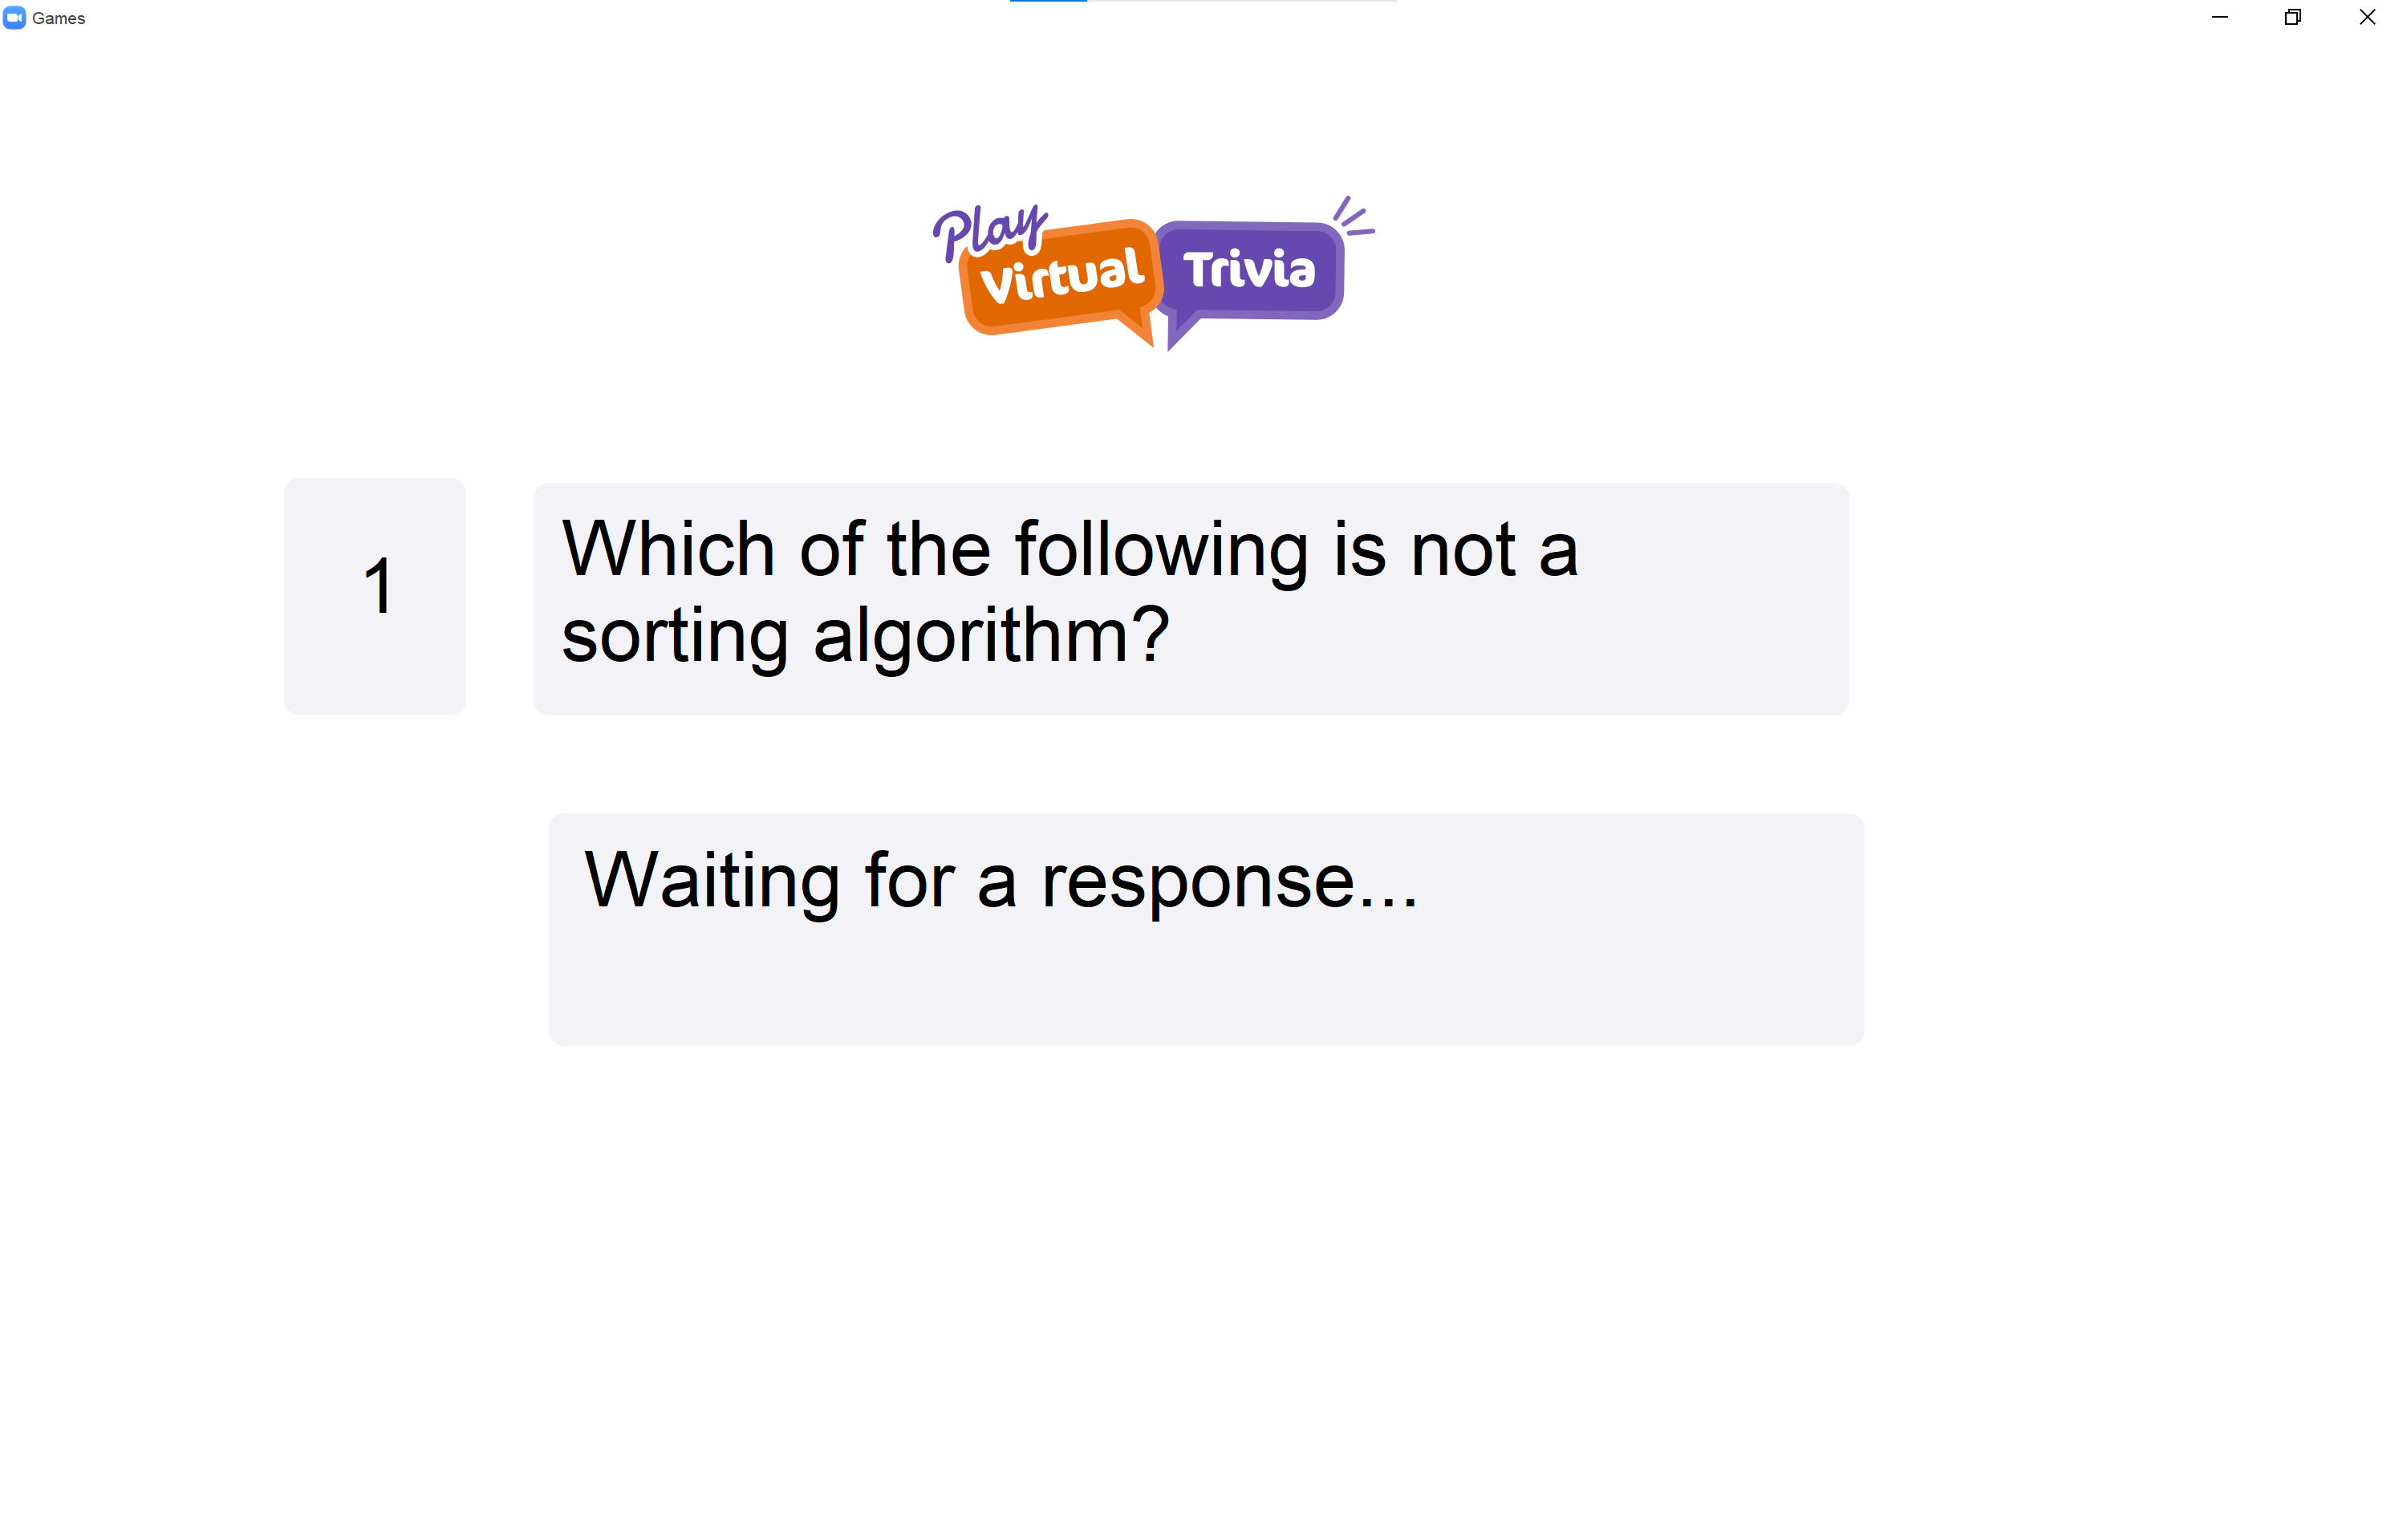 Games
Play
Virtual Trivia
1
Which of the following is not a
sorting algorithm?
Waiting for a response...